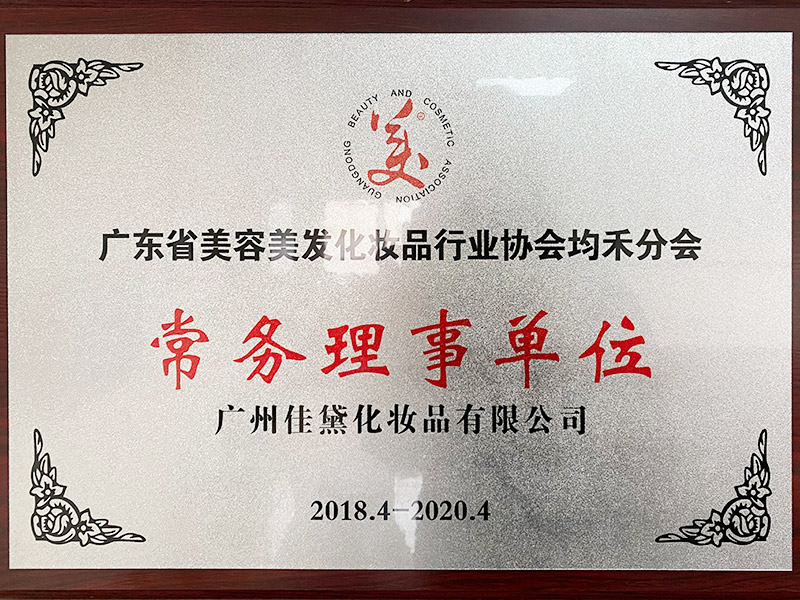 GUANGDONG BEAUTY AND COSMETIC ASSOCIATION
美®
广东省美容美发化妆品行业协会均禾分会
常务理事单位
广州佳黛化妆品有限公司
2018.4-2020.4